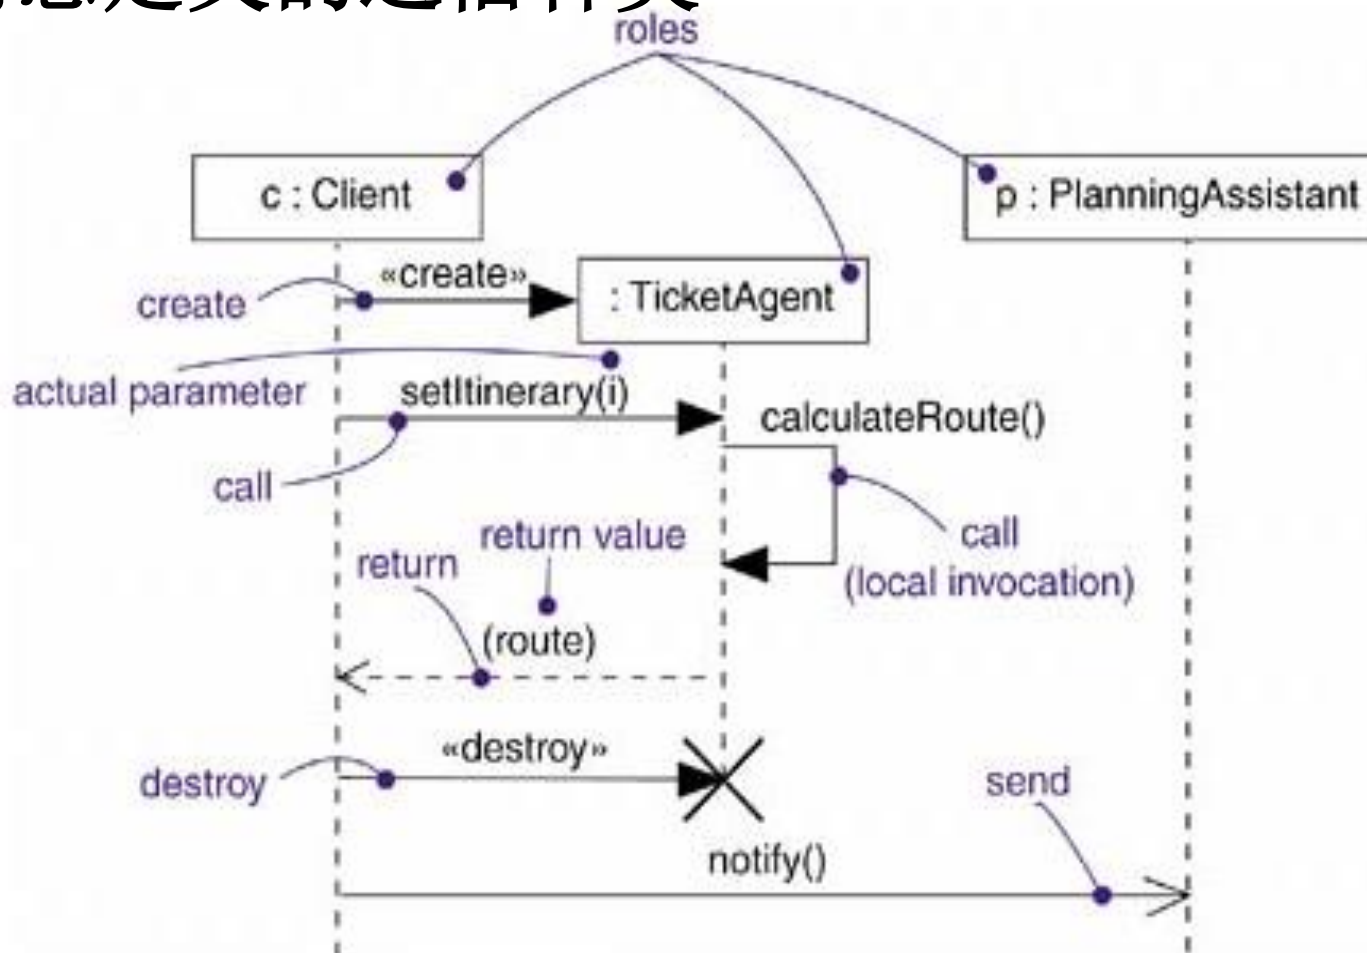 roles
c : Client
p : PlanningAssistant
«create»
: TicketAgent
create
actual parameter
setItinerary(i)
calculateRoute()
call
return value
call
return
(local invocation)
(route)
«destroy»
destroy
send
notify()